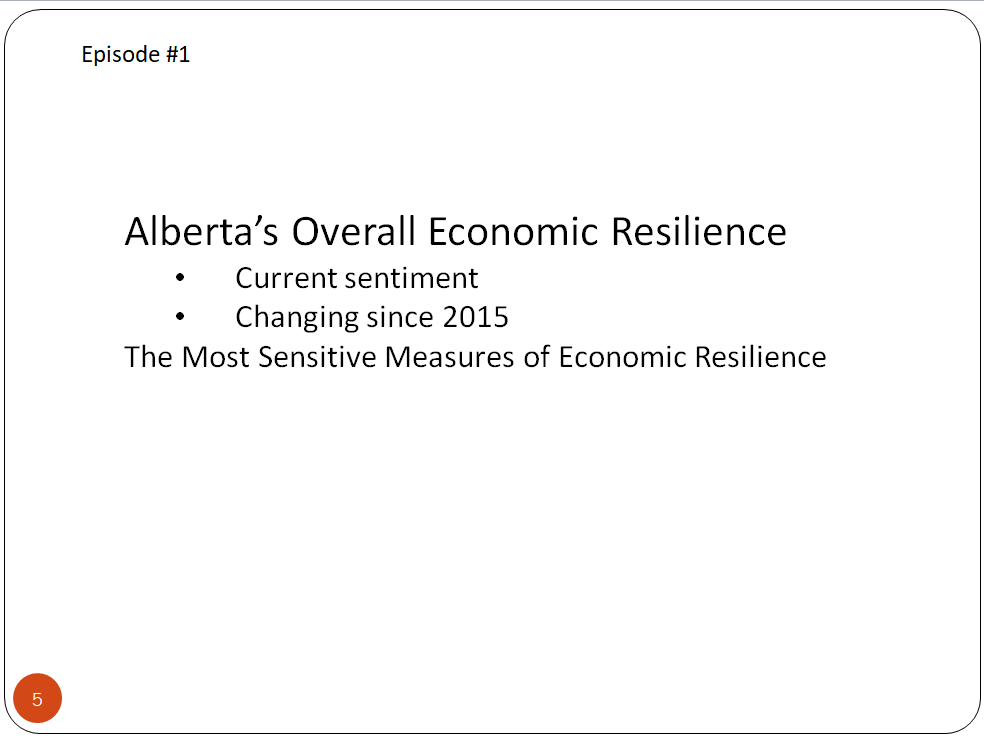 Episode #1
Alberta’s Overall Economic Resilience
• Current sentiment
• Changing since 2015
The Most Sensitive Measures of Economic Resilience
5